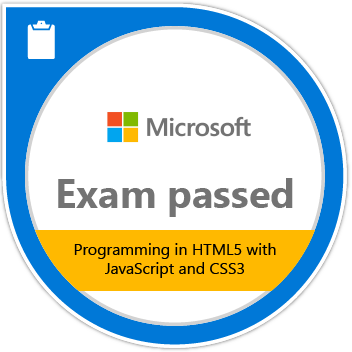 Microsoft
Exam passed
Programming in HTML5 with
JavaScript and CSS3